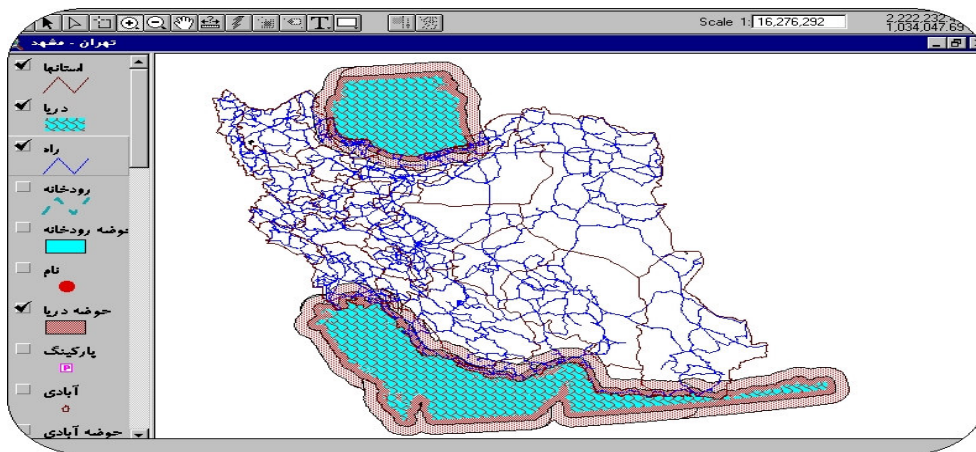 Scale 1: 16,276,292
2,222,232.
1,034,047.69
تهران - مشهد
استانها
دریا
راه
رودخانه
حوضه رودخانه
نام
حوضه دریا
پارکینگ
P
آبادی
حوضه آبادی